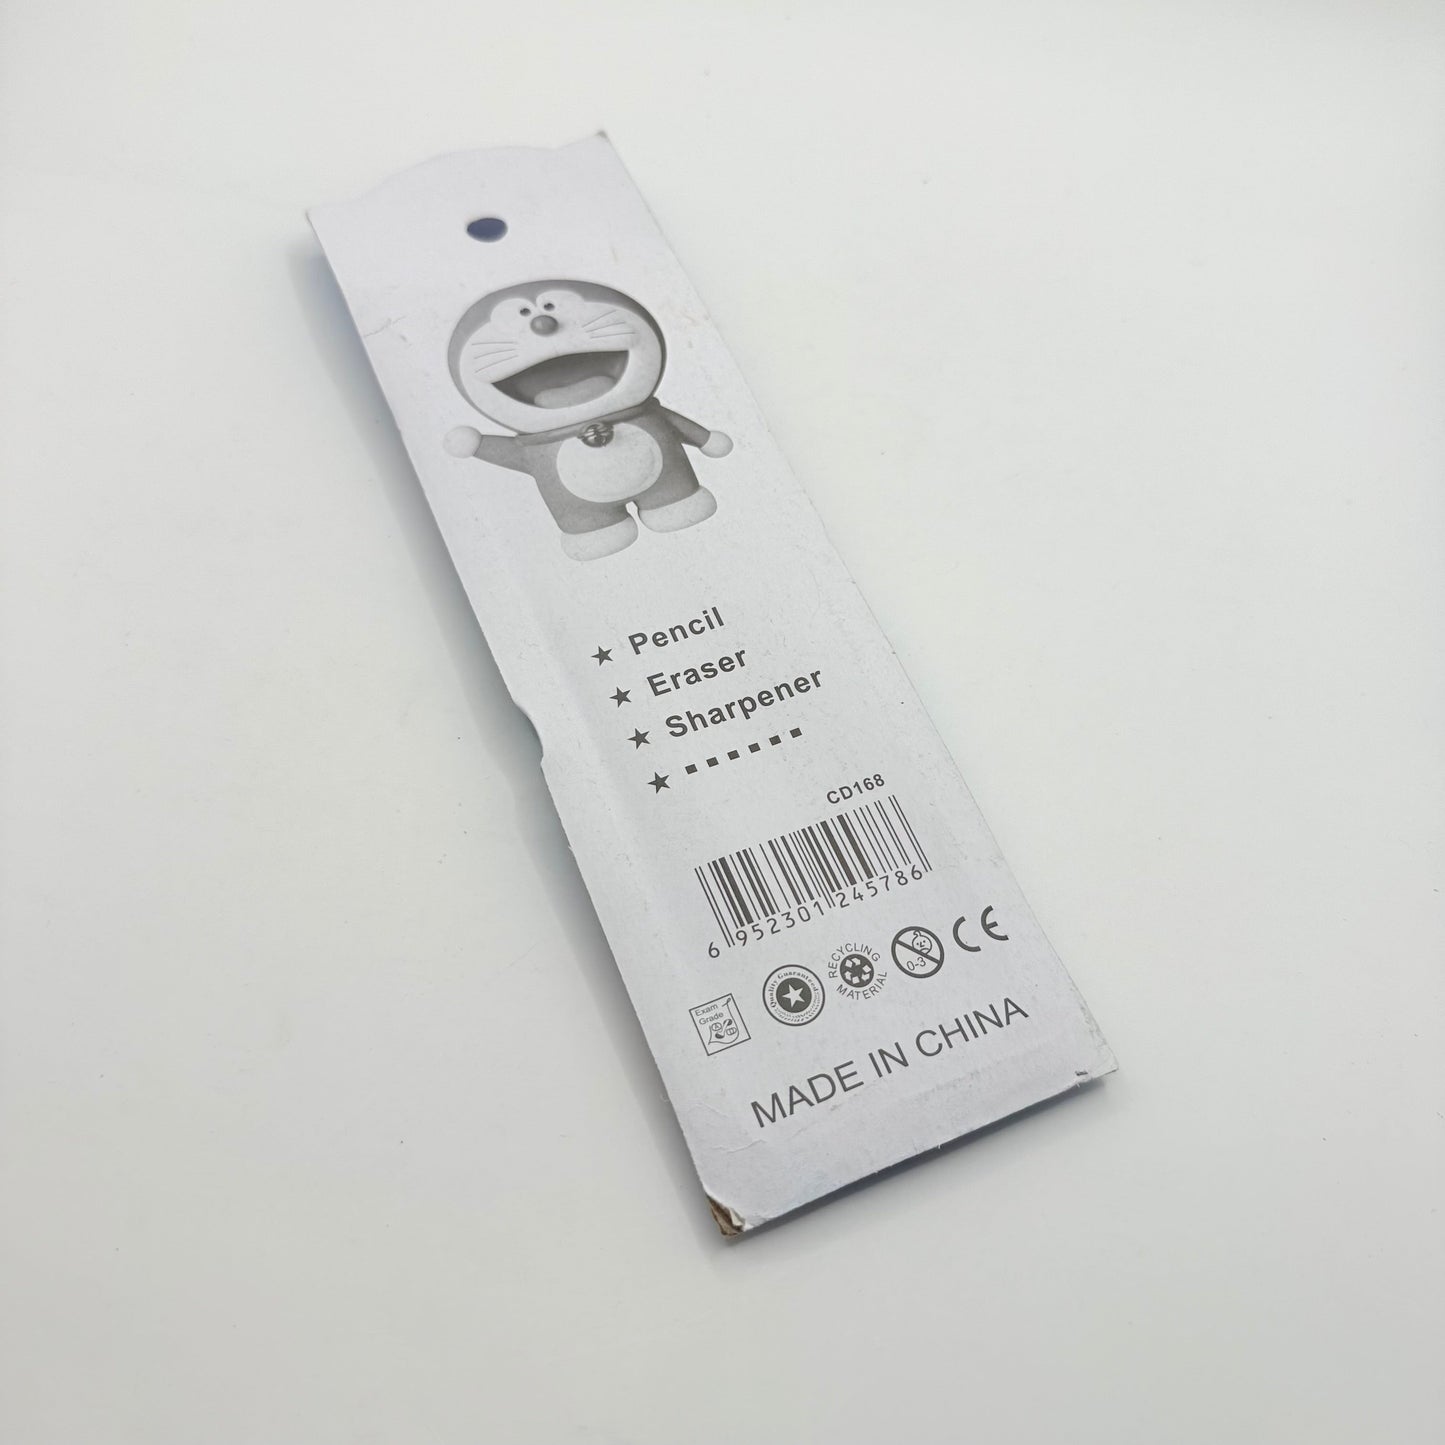 ★ Pencil
★ Eraser
★ Sharpener
★ ▪▪▪▪▪▪
CD168
6 952301 245786
Exam
Grade
Quality Guaranteed
RECYCLING
MATERIAL
0-3
CE
MADE IN CHINA